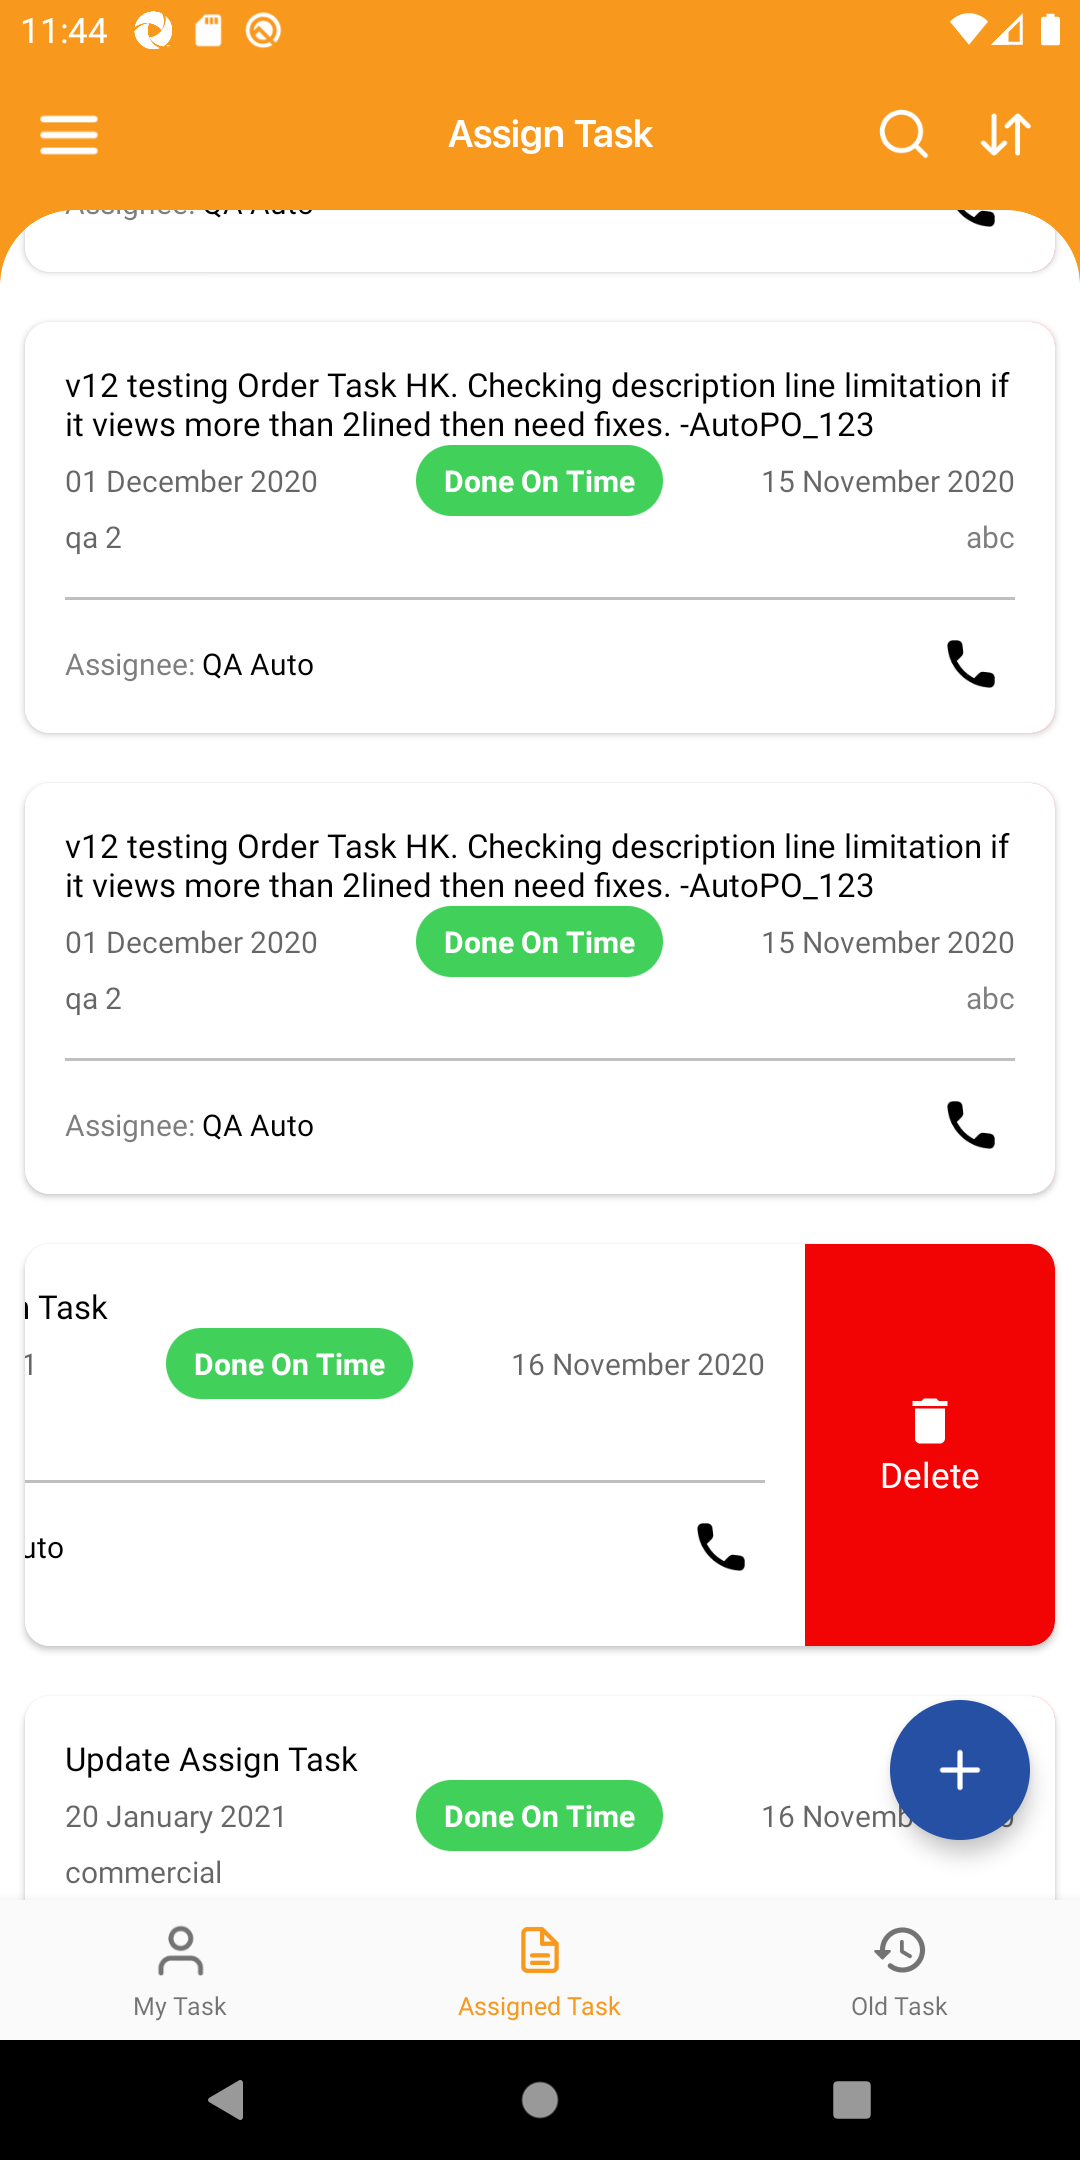 11:44
Assign Task
Assignee: QA Auto
v12 testing Order Task HK. Checking description line limitation if
it views more than 2lined then need fixes. -AutoPO_123
01 December 2020 Done On Time 15 November 2020
qa 2 abc
Assignee: QA Auto
v12 testing Order Task HK. Checking description line limitation if
it views more than 2lined then need fixes. -AutoPO_123
01 December 2020 Done On Time 15 November 2020
qa 2 abc
Assignee: QA Auto
Task
1 Done On Time 16 November 2020
Delete
uto
Update Assign Task
20 January 2021 Done On Time 16 Novemb
commercial
My Task Assigned Task Old Task